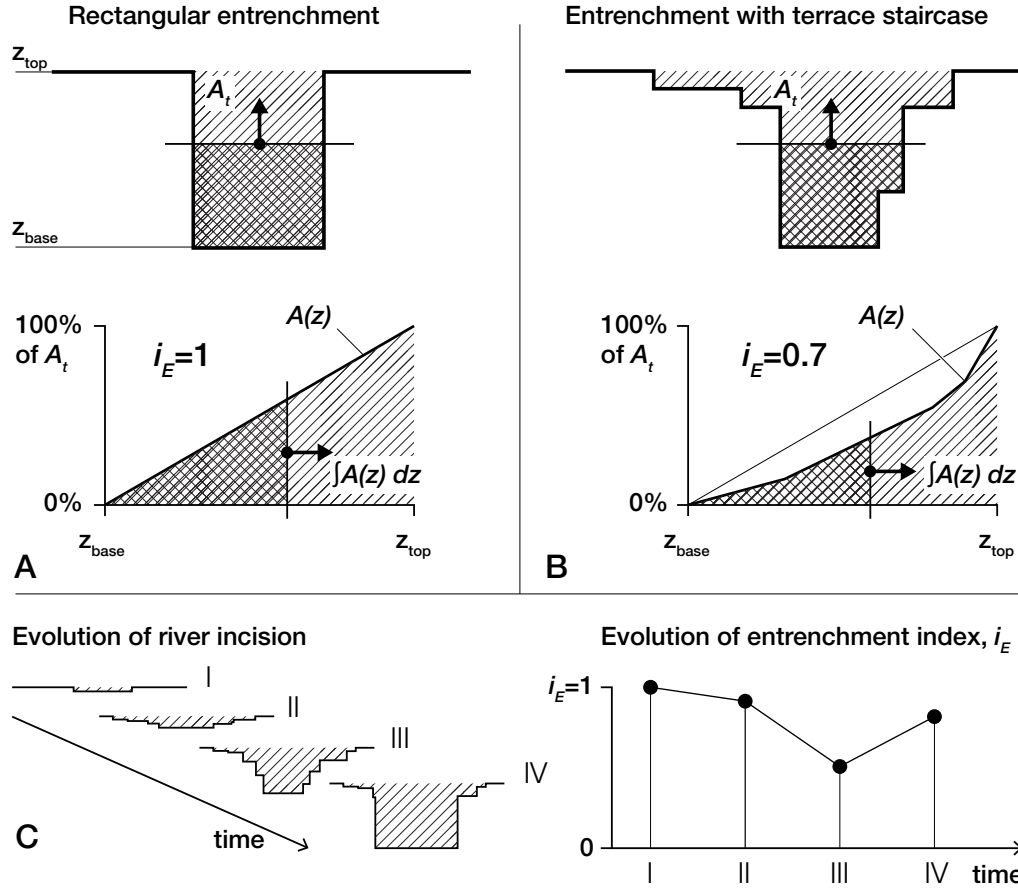 Rectangular entrenchment
z_top
A_t
z_base
100%
of A_t
i_E=1
A(z)
∫A(z) dz
0%
z_base
z_top
A
Entrenchment with terrace staircase
A_t
100%
of A_t
i_E=0.7
A(z)
∫A(z) dz
0%
z_base
z_top
B
Evolution of river incision
I
II
III
IV
time
C
Evolution of entrenchment index, i_E
i_E=1
0
I II III IV time